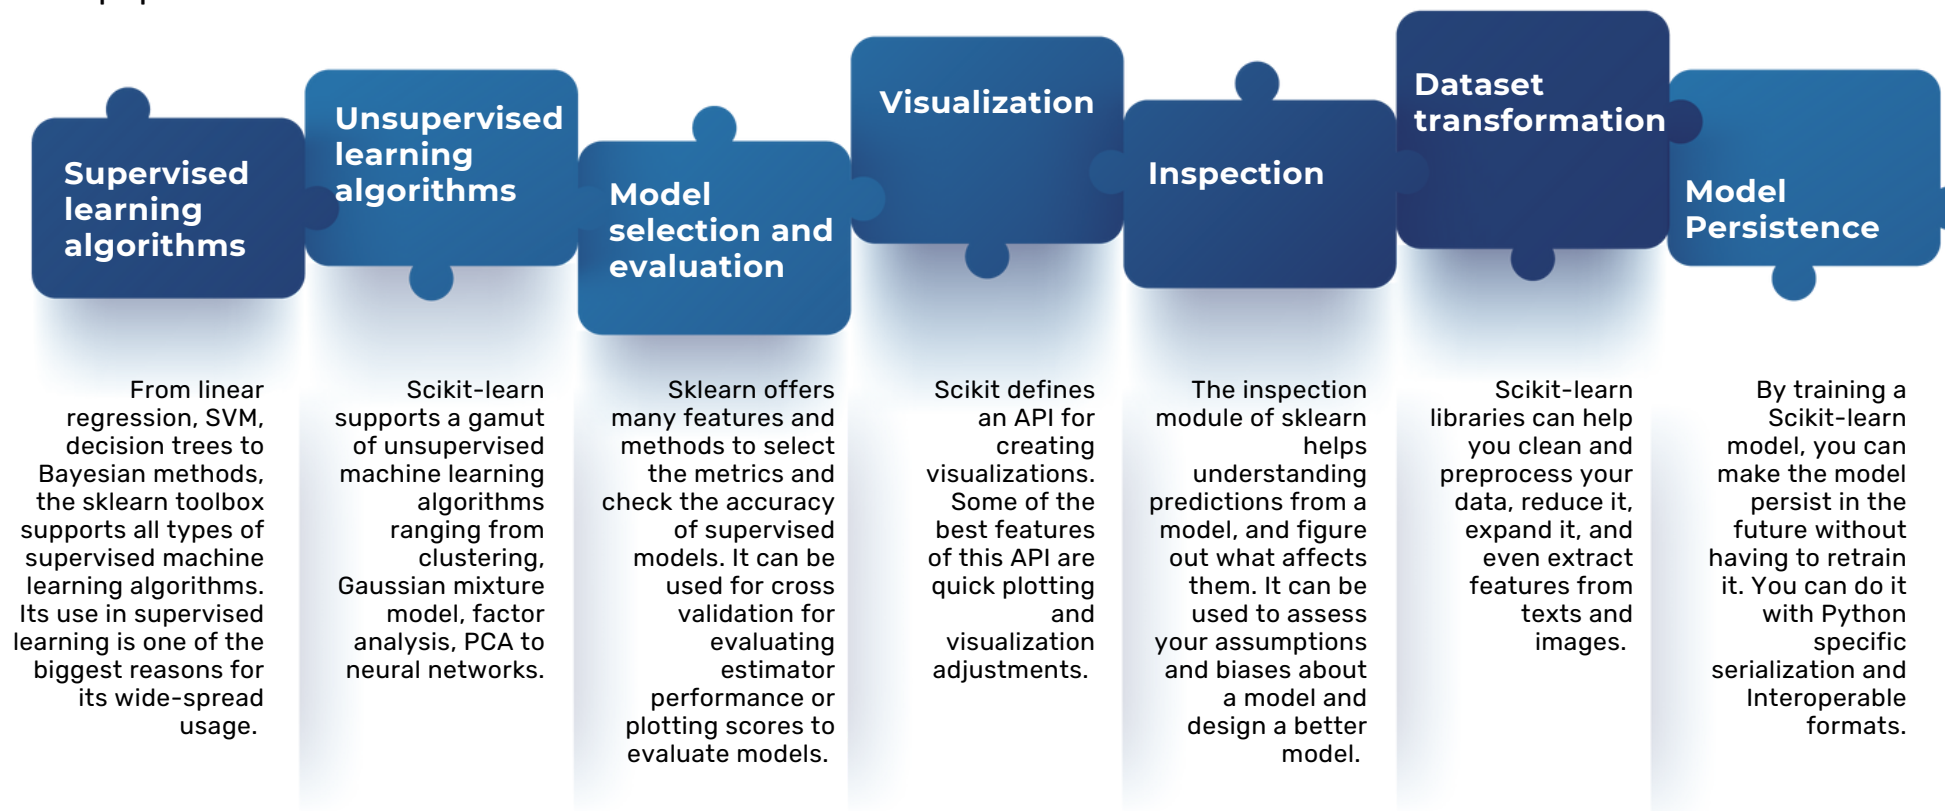 Supervised
learning
algorithms
From linear
regression, SVM,
decision trees to
Bayesian methods,
the sklearn toolbox
supports all types of
supervised machine
learning algorithms.
Its use in supervised
learning is one of the
biggest reasons for
its wide-spread
usage.
Unsupervised
learning
algorithms
Scikit-learn
supports a gamut
of unsupervised
machine learning
algorithms
ranging from
clustering,
Gaussian mixture
model, factor
analysis, PCA to
neural networks.
Model
selection and
evaluation
Sklearn offers
many features and
methods to select
the metrics and
check the accuracy
of supervised
models. It can be
used for cross
validation for
evaluating
estimator
performance or
plotting scores to
evaluate models.
Visualization
Scikit defines
an API for
creating
visualizations.
Some of the
best features
of this API are
quick plotting
and
visualization
adjustments.
Inspection
The inspection
module of sklearn
helps
understanding
predictions from a
model, and figure
out what affects
them. It can be
used to assess
your assumptions
and biases about
a model and
design a better
model.
Dataset
transformation
Scikit-learn
libraries can help
you clean and
preprocess your
data, reduce it,
expand it, and
even extract
features from
texts and
images.
Model
Persistence
By training a
Scikit-learn
model, you can
make the model
persist in the
future without
having to retrain
it. You can do it
with Python
specific
serialization and
Interoperable
formats.